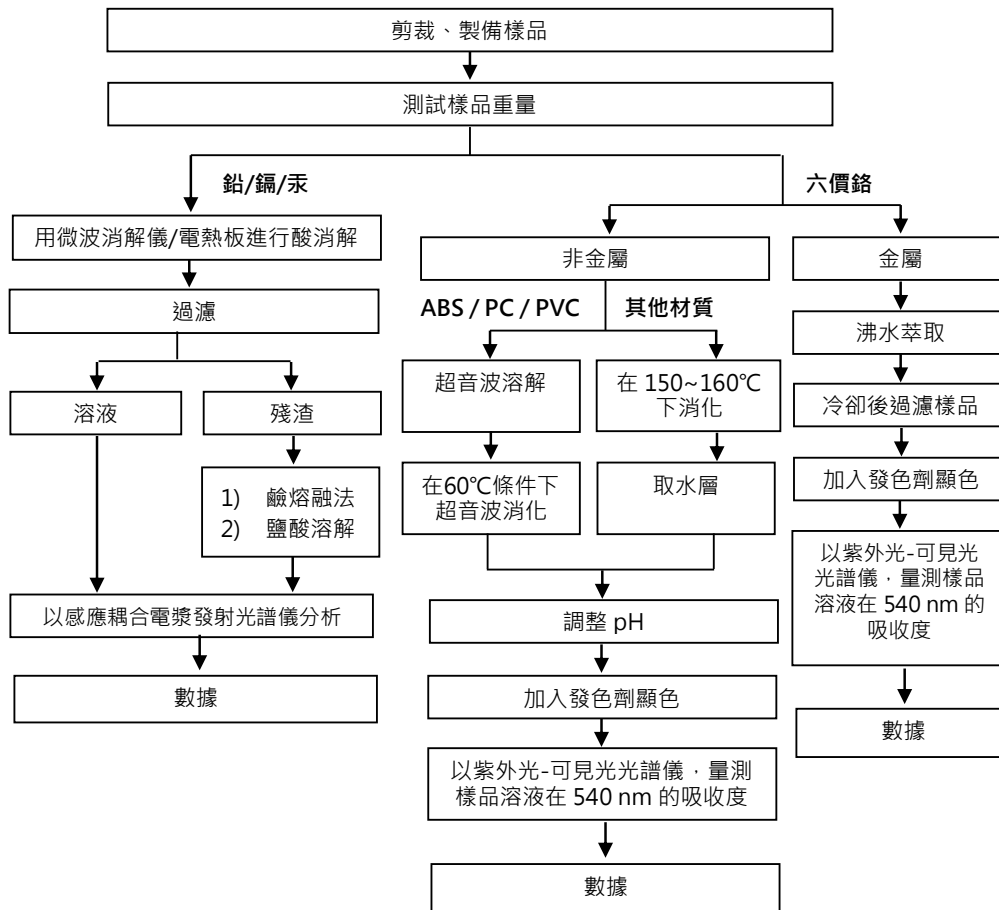 剪裁、製備樣品
測試樣品重量
鉛/鎘/汞
六價鉻
用微波消解儀/電熱板進行酸消解
非金屬
金屬
過濾
ABS / PC / PVC
其他材質
沸水萃取
溶液
殘渣
超音波溶解
在 150~160℃
下消化
冷卻後過濾樣品
1) 鹼熔融法
2) 鹽酸溶解
在60℃條件下
超音波消化
取水層
加入發色劑顯色
以紫外光-可見光
光譜儀，量測樣品
溶液在 540 nm 的
吸收度
以感應耦合電漿發射光譜儀分析
調整 pH
數據
加入發色劑顯色
數據
以紫外光-可見光光譜儀，量測
樣品溶液在 540 nm 的吸收度
數據